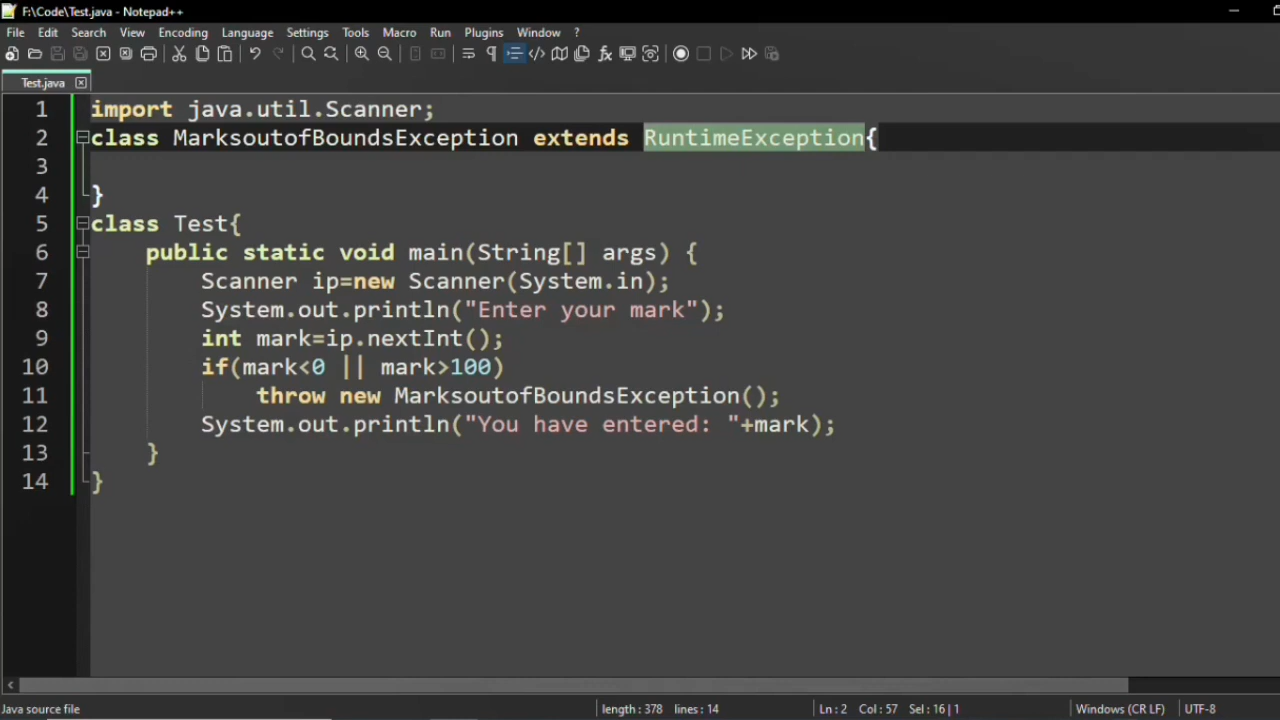 F:\Code\Test.java - Notepad++
File Edit Search View Encoding Language Settings Tools Macro Run Plugins Window ?
Test.java
1 import java.util.Scanner;
2 class MarksoutofBoundsException extends RuntimeException{
3
4 }
5 class Test{
6 public static void main(String[] args) {
7 Scanner ip=new Scanner(System.in);
8 System.out.println("Enter your mark");
9 int mark=ip.nextInt();
10 if(mark<0 || mark>100)
11 throw new MarksoutofBoundsException();
12 System.out.println("You have entered: "+mark);
13 }
14 }
Java source file length : 378 lines : 14 Ln : 2 Col : 57 Sel : 16 | 1 Windows (CR LF) UTF-8